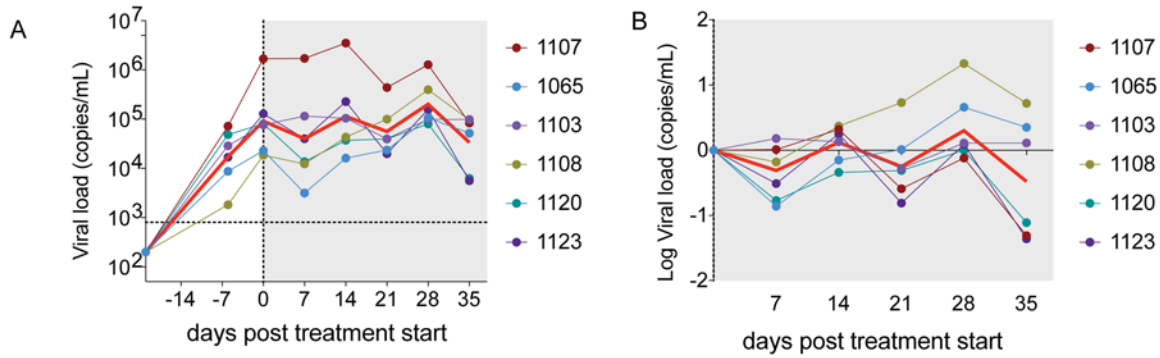 A
Viral load (copies/mL)
10^7
10^6
10^5
10^4
10^3
10^2
-14 -7 0 7 14 21 28 35
days post treatment start
1107
1065
1103
1108
1120
1123
B
Log Viral load (copies/mL)
2
1
0
-1
-2
7 14 21 28 35
days post treatment start
1107
1065
1103
1108
1120
1123